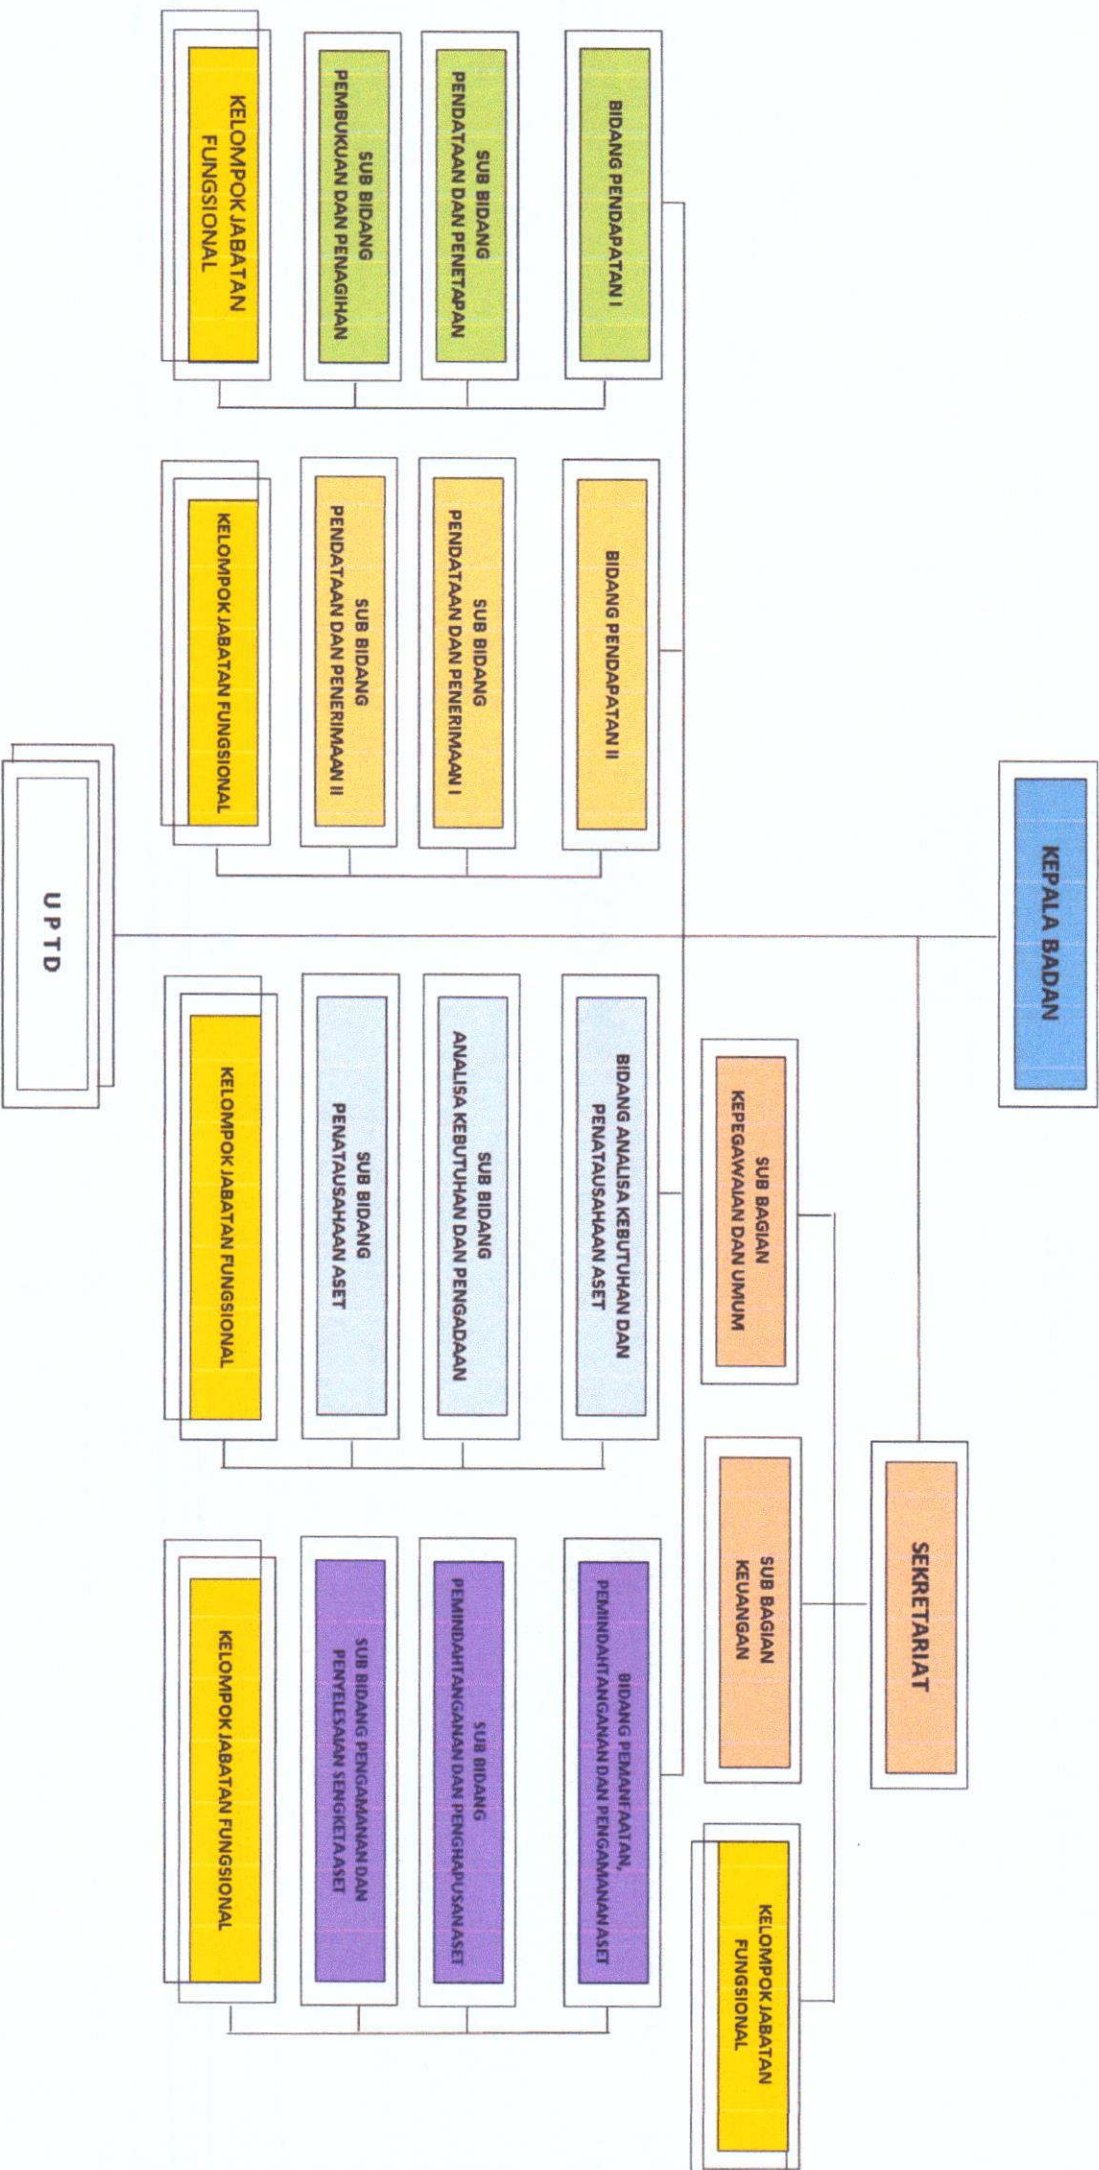 KEPALA BADAN
SEKRETARIAT
SUB BAGIAN
KEPEGAWAIAN DAN UMUM
SUB BAGIAN
KEUANGAN
KELOMPOK JABATAN
FUNGSIONAL
BIDANG PENDAPATAN I
SUB BIDANG
PENDATAAN DAN PENETAPAN
SUB BIDANG
PEMBUKUAN DAN PENAGIHAN
KELOMPOK JABATAN
FUNGSIONAL
BIDANG PENDAPATAN II
SUB BIDANG
PENDATAAN DAN PENERIMAAN I
SUB BIDANG
PENDATAAN DAN PENERIMAAN II
KELOMPOK JABATAN FUNGSIONAL
BIDANG ANALISA KEBUTUHAN DAN
PENATAUSAHAAN ASET
SUB BIDANG
ANALISA KEBUTUHAN DAN PENGADAAN
SUB BIDANG
PENATAUSAHAAN ASET
KELOMPOK JABATAN FUNGSIONAL
BIDANG PEMANFAATAN,
PEMINDAHTANGANAN DAN PENGAMANAN ASET
SUB BIDANG
PEMINDAHTANGANAN DAN PENGHAPUSAN ASET
SUB BIDANG PENGAMANAN DAN
PENYELESAIAN SENGKETA ASET
KELOMPOK JABATAN FUNGSIONAL
U P T D